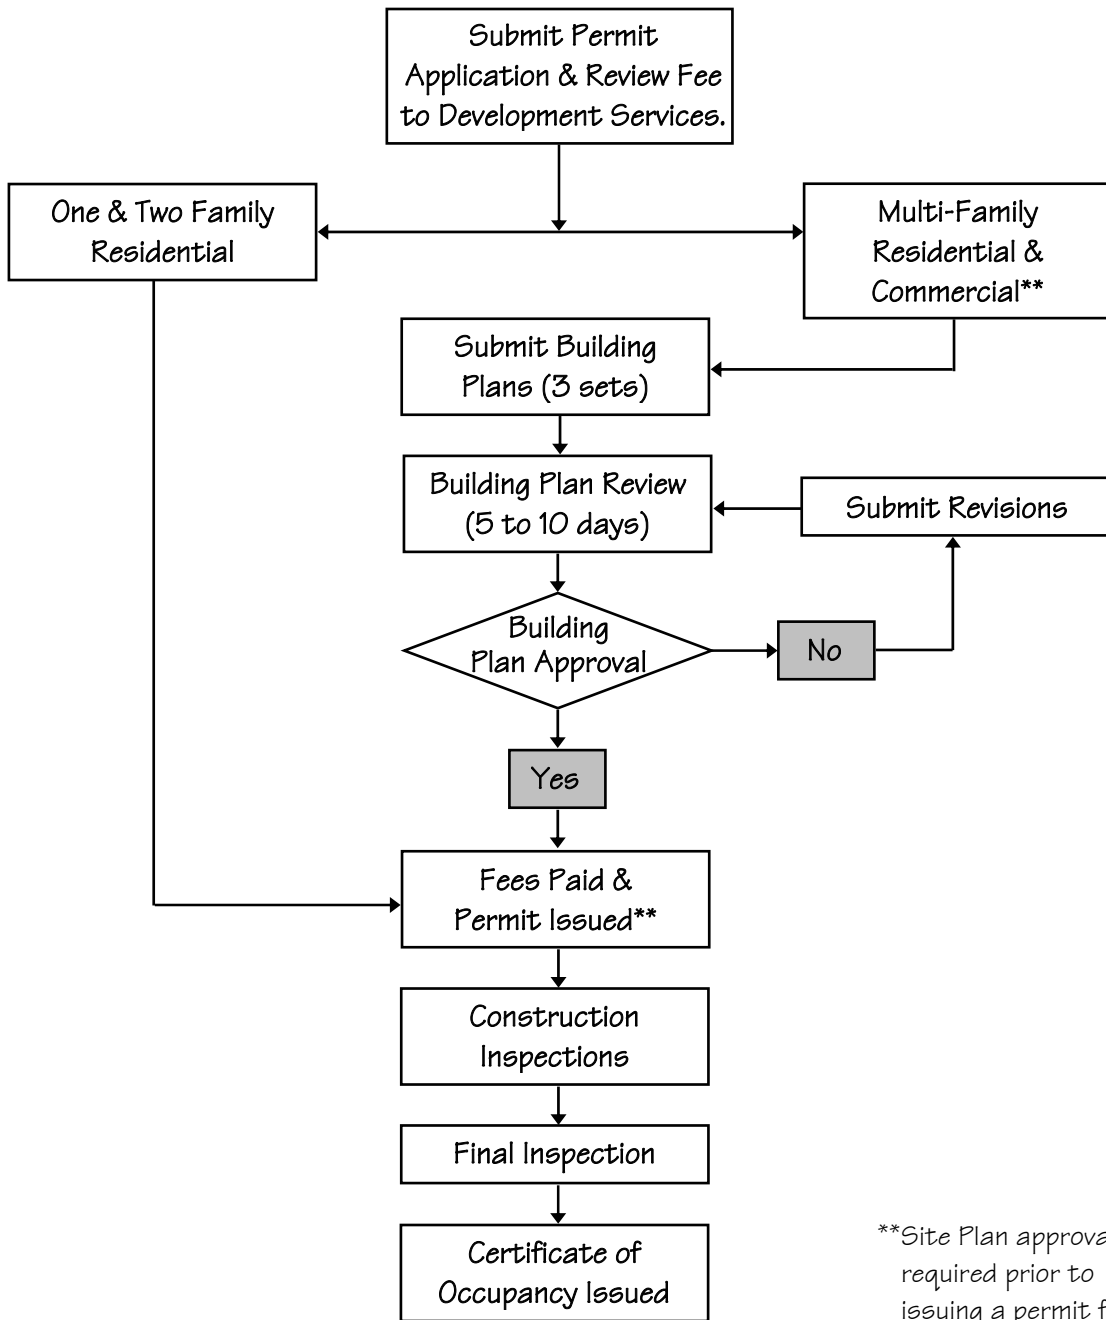 Submit Permit
Application & Review Fee
to Development Services.
One & Two Family
Residential
Multi-Family
Residential &
Commercial**
Submit Building
Plans (3 sets)
Building Plan Review
(5 to 10 days)
Submit Revisions
Building
Plan Approval
No
Yes
Fees Paid &
Permit Issued**
Construction
Inspections
Final Inspection
Certificate of
Occupancy Issued
**Site Plan
required prior to
issuing a permit